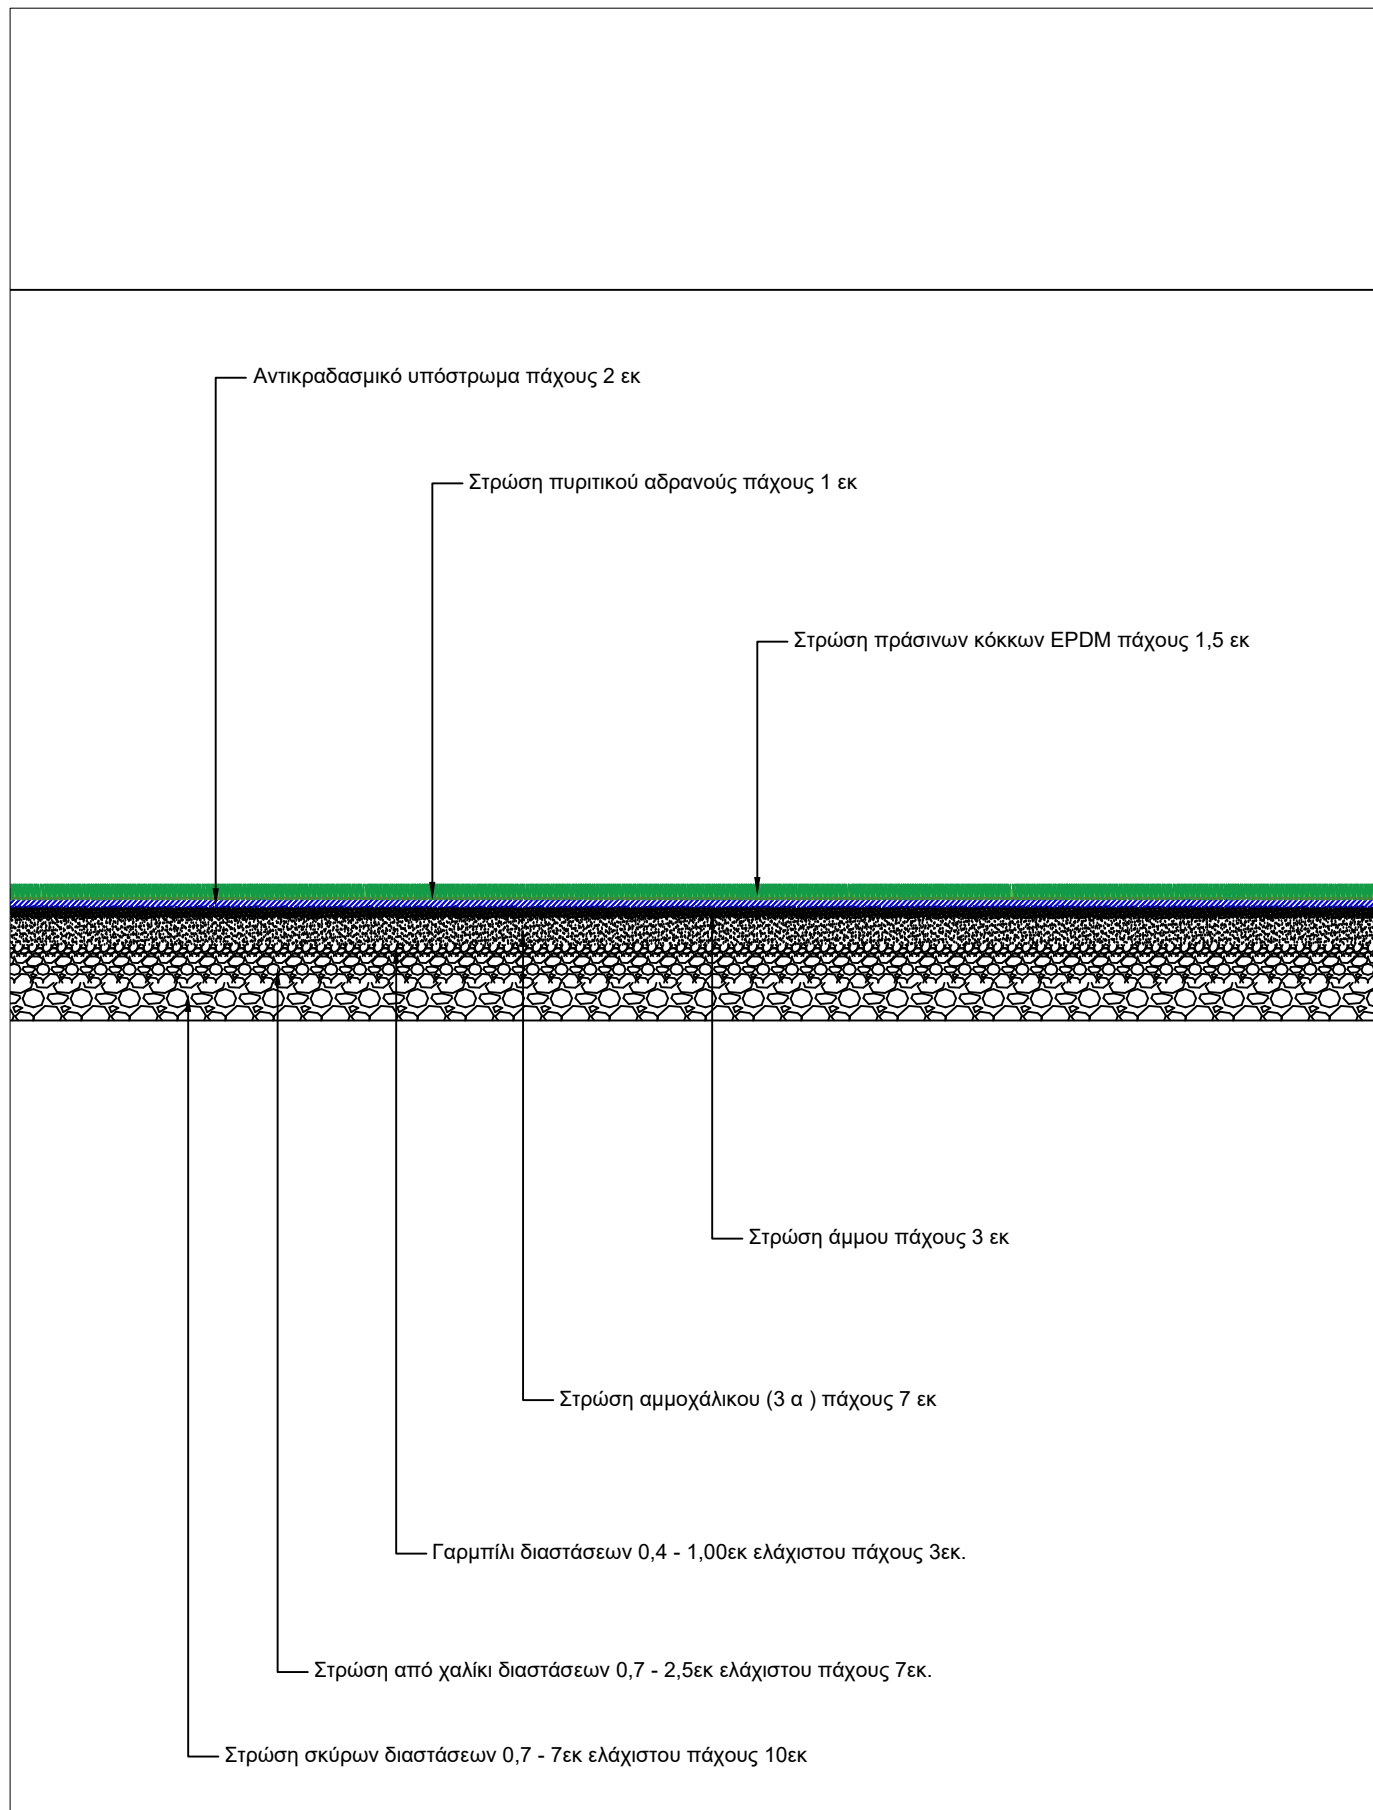 Αντικραδασμικό υπόστρωμα πάχους 2 εκ
Στρώση πυριτικού αδρανούς πάχους 1 εκ
Στρώση πράσινων κόκκων EPDM πάχους 1,5 εκ
Στρώση άμμου πάχους 3 εκ
Στρώση αμμοχάλικου (3 α ) πάχους 7 εκ
Γαρμπίλι διαστάσεων 0,4 - 1,00εκ ελάχιστου πάχους 3εκ.
Στρώση από χαλίκι διαστάσεων 0,7 - 2,5εκ ελάχιστου πάχους 7εκ.
Στρώση σκύρων διαστάσεων 0,7 - 7εκ ελάχιστου πάχους 10εκ